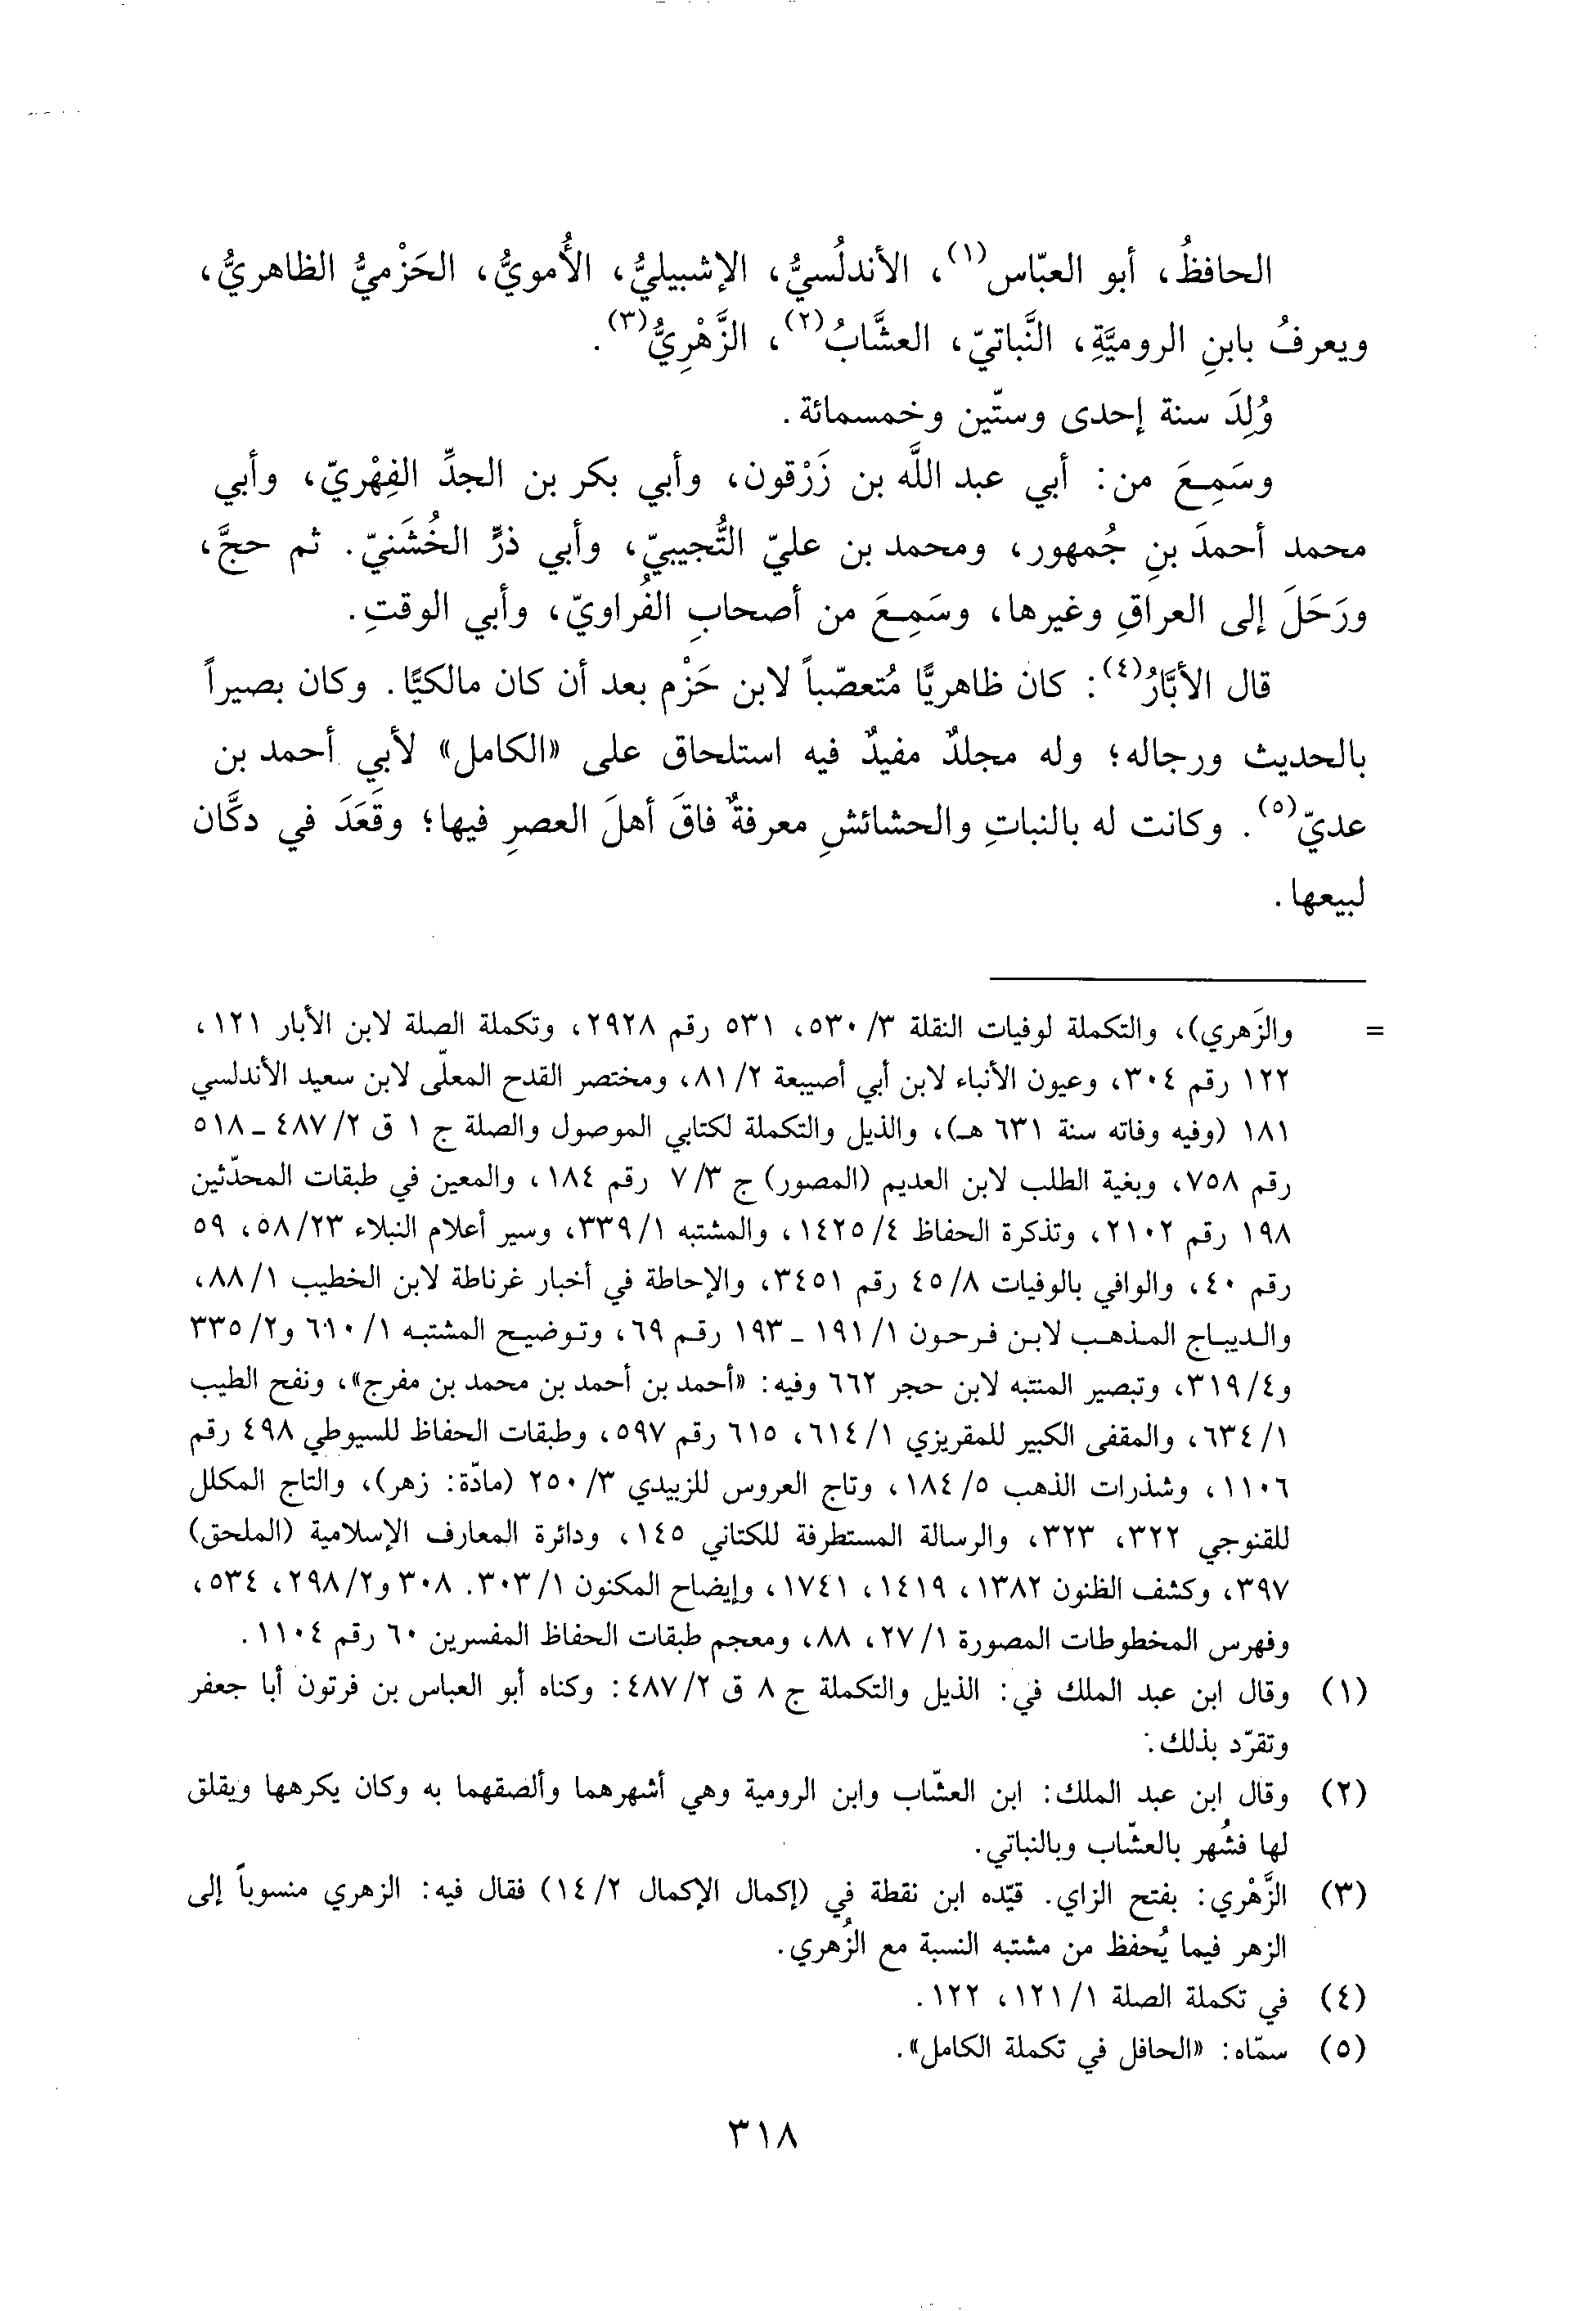 الحافظُ، أبو العبّاس(١)، الأندلُسيُّ، الإشبيليُّ، الأُمويُّ، الحَزْميُّ الظاهريُّ،
ويعرفُ بابنِ الروميَّةِ، النَّباتيّ، العشَّابُ(٢)، الزَّهْرِيُّ(٣).
وُلِدَ سنة إحدى وستّين وخمسمائة.
وسَمِعَ من: أبي عبد اللَّه بن زَرْقون، وأبي بكر بن الجدِّ الفِهْريّ، وأبي
محمد أحمدَ بنِ جُمهور، ومحمد بن عليّ التُّجيبيّ، وأبي ذرٍّ الخُشَنيّ. ثم حجَّ،
ورَحَلَ إلى العراقِ وغيرها، وسَمِعَ من أصحابِ الفُراويّ، وأبي الوقتِ.
قال الأبَّارُ(٤): كان ظاهريًّا مُتعصّباً لابن حَزْم بعد أن كان مالكيًّا. وكان بصيراً
بالحديث ورجاله؛ وله مجلدٌ مفيدٌ فيه استلحاق على «الكامل» لأبي أحمد بن
عديّ(٥). وكانت له بالنباتِ والحشائشِ معرفةٌ فاقَ أهلَ العصرِ فيها؛ وقَعَدَ في دكَّان
لبيعها.
= والزَهري)، والتكملة لوفيات النقلة ٣/ ٥٣٠، ٥٣١ رقم ٢٩٢٨، وتكملة الصلة لابن الأبار ١٢١،
١٢٢ رقم ٣٠٤، وعيون الأنباء لابن أبي أصيبعة ٢/ ٨١، ومختصر القدح المعلّى لابن سعيد الأندلسي
١٨١ (وفيه وفاته سنة ٦٣١ هـ)، والذيل والتكملة لكتابي الموصول والصلة ج ١ ق ٢/ ٤٨٧ ـ ٥١٨
رقم ٧٥٨، وبغية الطلب لابن العديم (المصور) ج ٣/ ٧ رقم ١٨٤، والمعين في طبقات المحدّثين
١٩٨ رقم ٢١٠٢، وتذكرة الحفاظ ٤/ ١٤٢٥، والمشتبه ١/ ٣٣٩، وسير أعلام النبلاء ٢٣/ ٥٨، ٥٩
رقم ٤٠، والوافي بالوفيات ٨/ ٤٥ رقم ٣٤٥١، والإحاطة في أخبار غرناطة لابن الخطيب ١/ ٨٨،
والديباج المذهب لابن فرحون ١/ ١٩١ ـ ١٩٣ رقم ٦٩، وتوضيح المشتبه ١/ ٦١٠ و٢/ ٣٣٥
و٤/ ٣١٩، وتبصير المنتبه لابن حجر ٦٦٢ وفيه: «أحمد بن أحمد بن محمد بن مفرج»، ونفح الطيب
١/ ٦٣٤، والمقفى الكبير للمقريزي ١/ ٦١٤، ٦١٥ رقم ٥٩٧، وطبقات الحفاظ للسيوطي ٤٩٨ رقم
١١٠٦، وشذرات الذهب ٥/ ١٨٤، وتاج العروس للزبيدي ٣/ ٢٥٠ (مادّة: زهر)، والتاج المكلل
للقنوجي ٣٢٢، ٣٢٣، والرسالة المستطرفة للكتاني ١٤٥، ودائرة المعارف الإسلامية (الملحق)
٣٩٧، وكشف الظنون ١٣٨٢، ١٤١٩، ١٧٤١، وإيضاح المكنون ١/ ٣٠٣. ٣٠٨ و٢/ ٢٩٨، ٥٣٤،
وفهرس المخطوطات المصورة ١/ ٢٧، ٨٨، ومعجم طبقات الحفاظ المفسرين ٦٠ رقم ١١٠٤.
(١) وقال ابن عبد الملك في: الذيل والتكملة ج ٨ ق ٢/ ٤٨٧: وكناه أبو العباس بن فرتون أبا جعفر
وتقرّد بذلك.
(٢) وقال ابن عبد الملك: ابن العشّاب وابن الرومية وهي أشهرهما وألصقهما به وكان يكرهها ويقلق
لها فشُهر بالعشّاب وبالنباتي.
(٣) الزَّهْري: بفتح الزاي. قيّده ابن نقطة في (إكمال الإكمال ٢/ ١٤) فقال فيه: الزهري منسوباً إلى
الزهر فيما يُحفظ من مشتبه النسبة مع الزُهري.
(٤) في تكملة الصلة ١/ ١٢١، ١٢٢.
(٥) سمّاه: «الحافل في تكملة الكامل».
٣١٨